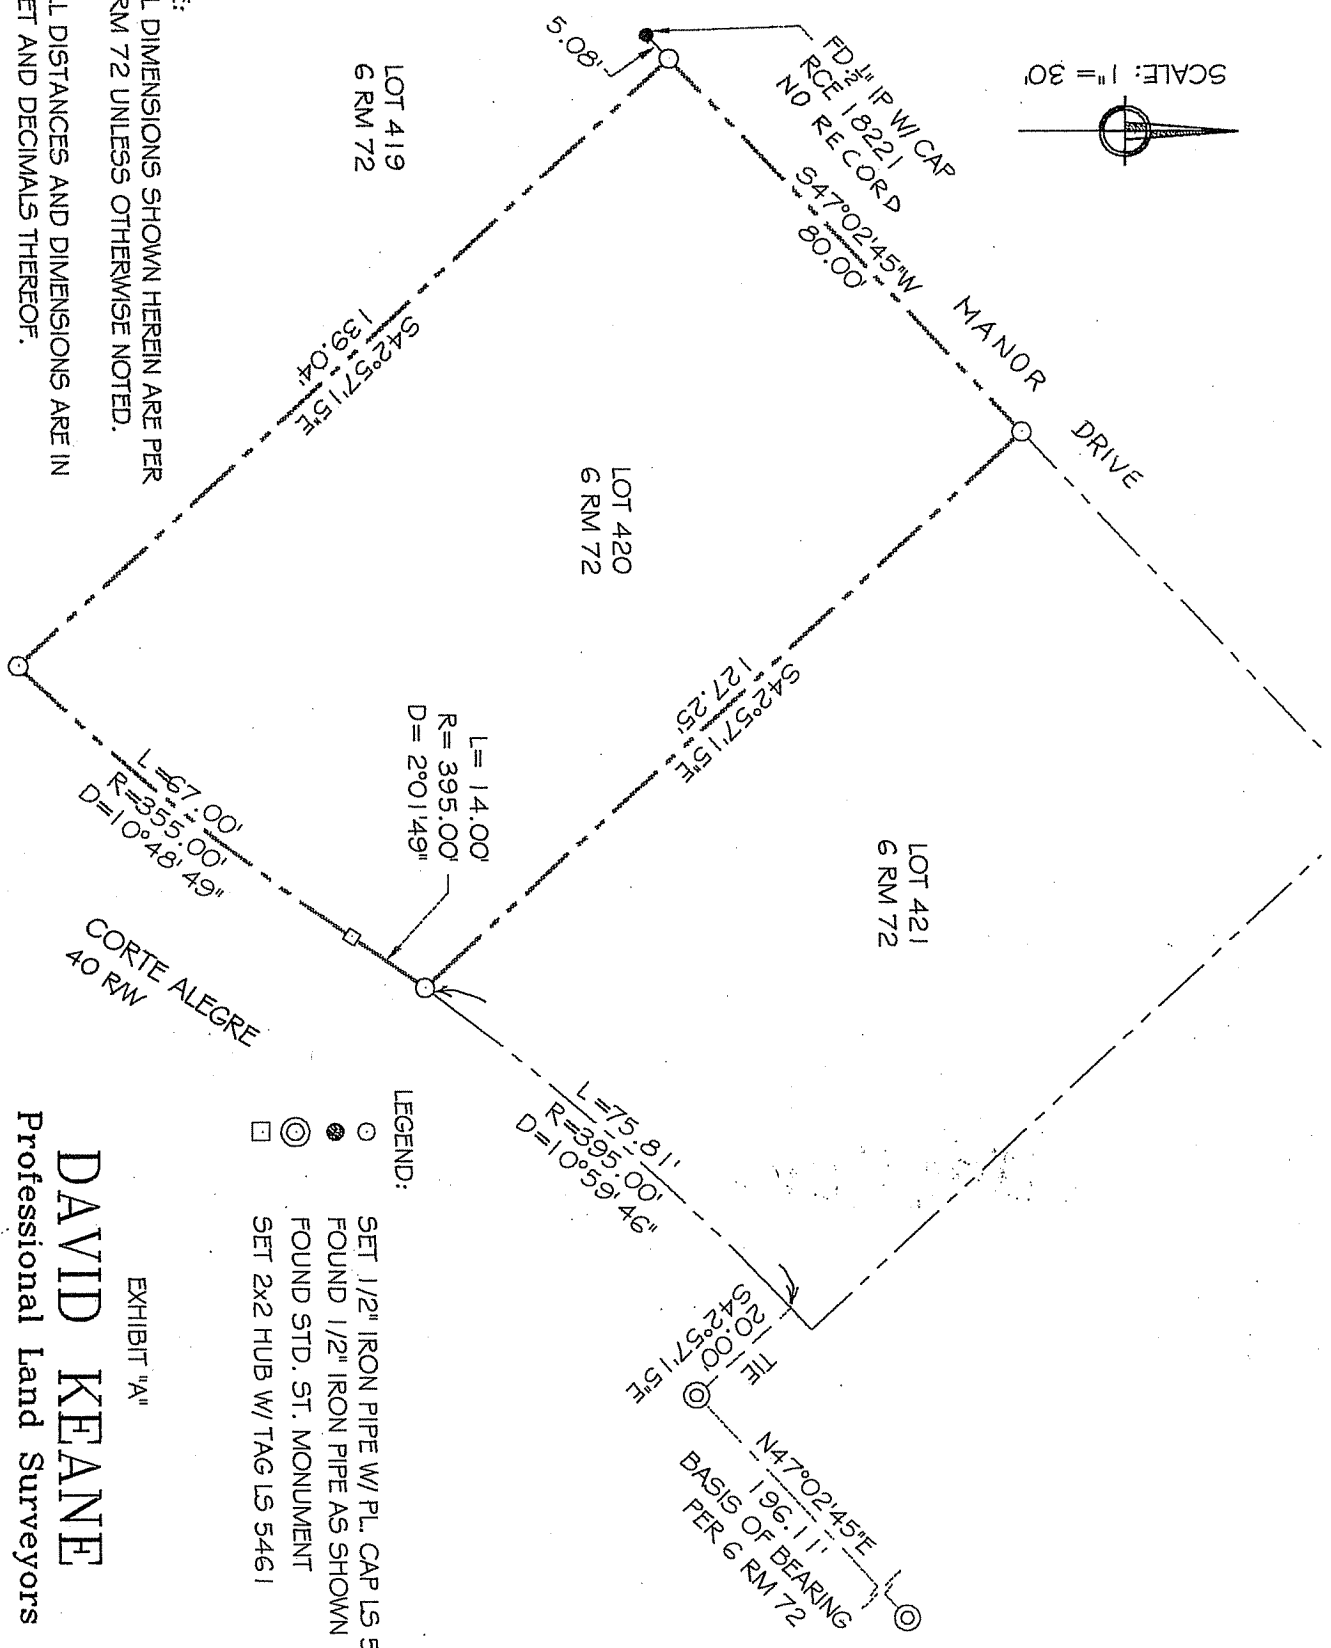 SCALE: 1"= 30'
FD ½" IP W/ CAP
RCE 18221
NO RECORD
5.08'
S47°02'45"W
80.00'
MANOR DRIVE
LOT 419
6 RM 72
S42°57'15"E
139.04'
LOT 420
6 RM 72
S42°57'15"E
127.25'
LOT 421
6 RM 72
L= 14.00'
R= 395.00'
D= 2°01'49"
L=67.00'
R=355.00'
D=10°48'49"
CORTE ALEGRE
40 R/W
L=75.81'
R=395.00'
D=10°59'46"
TIE
20.00'
S42°57'15"E
N47°02'45"E
196.11'
BASIS OF BEARING
PER 6 RM 72
E:
L DIMENSIONS SHOWN HEREIN ARE PER
RM 72 UNLESS OTHERWISE NOTED.
LL DISTANCES AND DIMENSIONS ARE IN
ET AND DECIMALS THEREOF.
LEGEND:
SET 1/2" IRON PIPE W/ PL. CAP LS 5
FOUND 1/2" IRON PIPE AS SHOWN
FOUND STD. ST. MONUMENT
SET 2x2 HUB W/ TAG LS 5461
EXHIBIT "A"
DAVID KEANE
Professional Land Surveyors